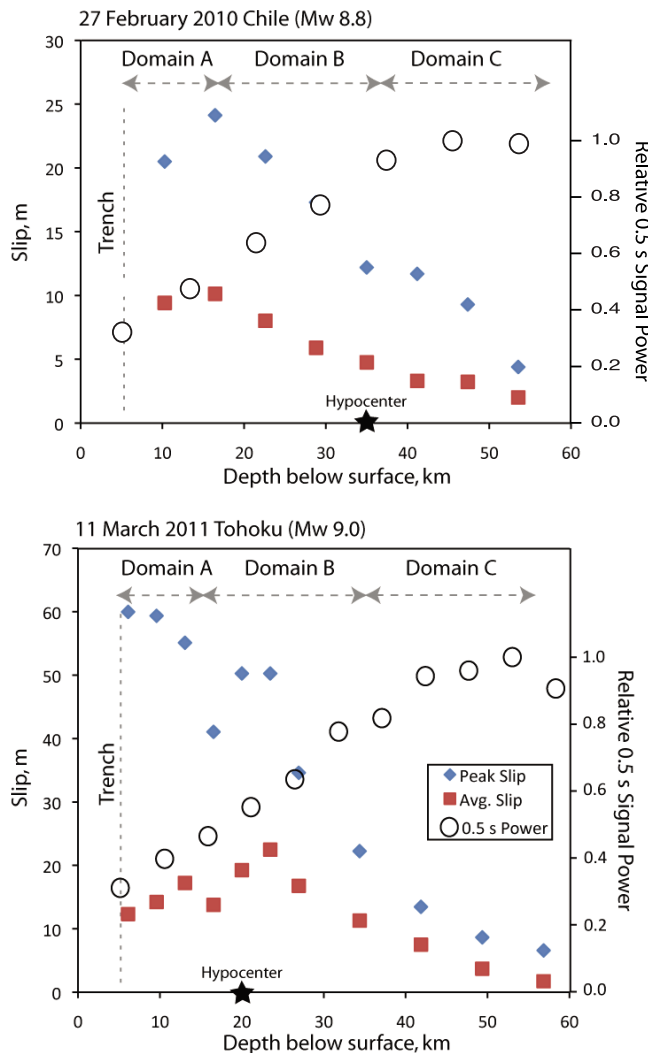 27 February 2010 Chile (Mw 8.8)
Domain A Domain B Domain C
30
25
20
15
10
5
0
Slip, m
Trench
Hypocenter
1.0
0.8
0.6
0.4
0.2
0.0
Relative 0.5 s Signal Power
0 10 20 30 40 50 60
Depth below surface, km
11 March 2011 Tohoku (Mw 9.0)
Domain A Domain B Domain C
70
60
50
40
30
20
10
0
Slip, m
Trench
Peak Slip
Avg. Slip
0.5 s Power
Hypocenter
1.0
0.8
0.6
0.4
0.2
0.0
Relative 0.5 s Signal Power
0 10 20 30 40 50 60
Depth below surface, km